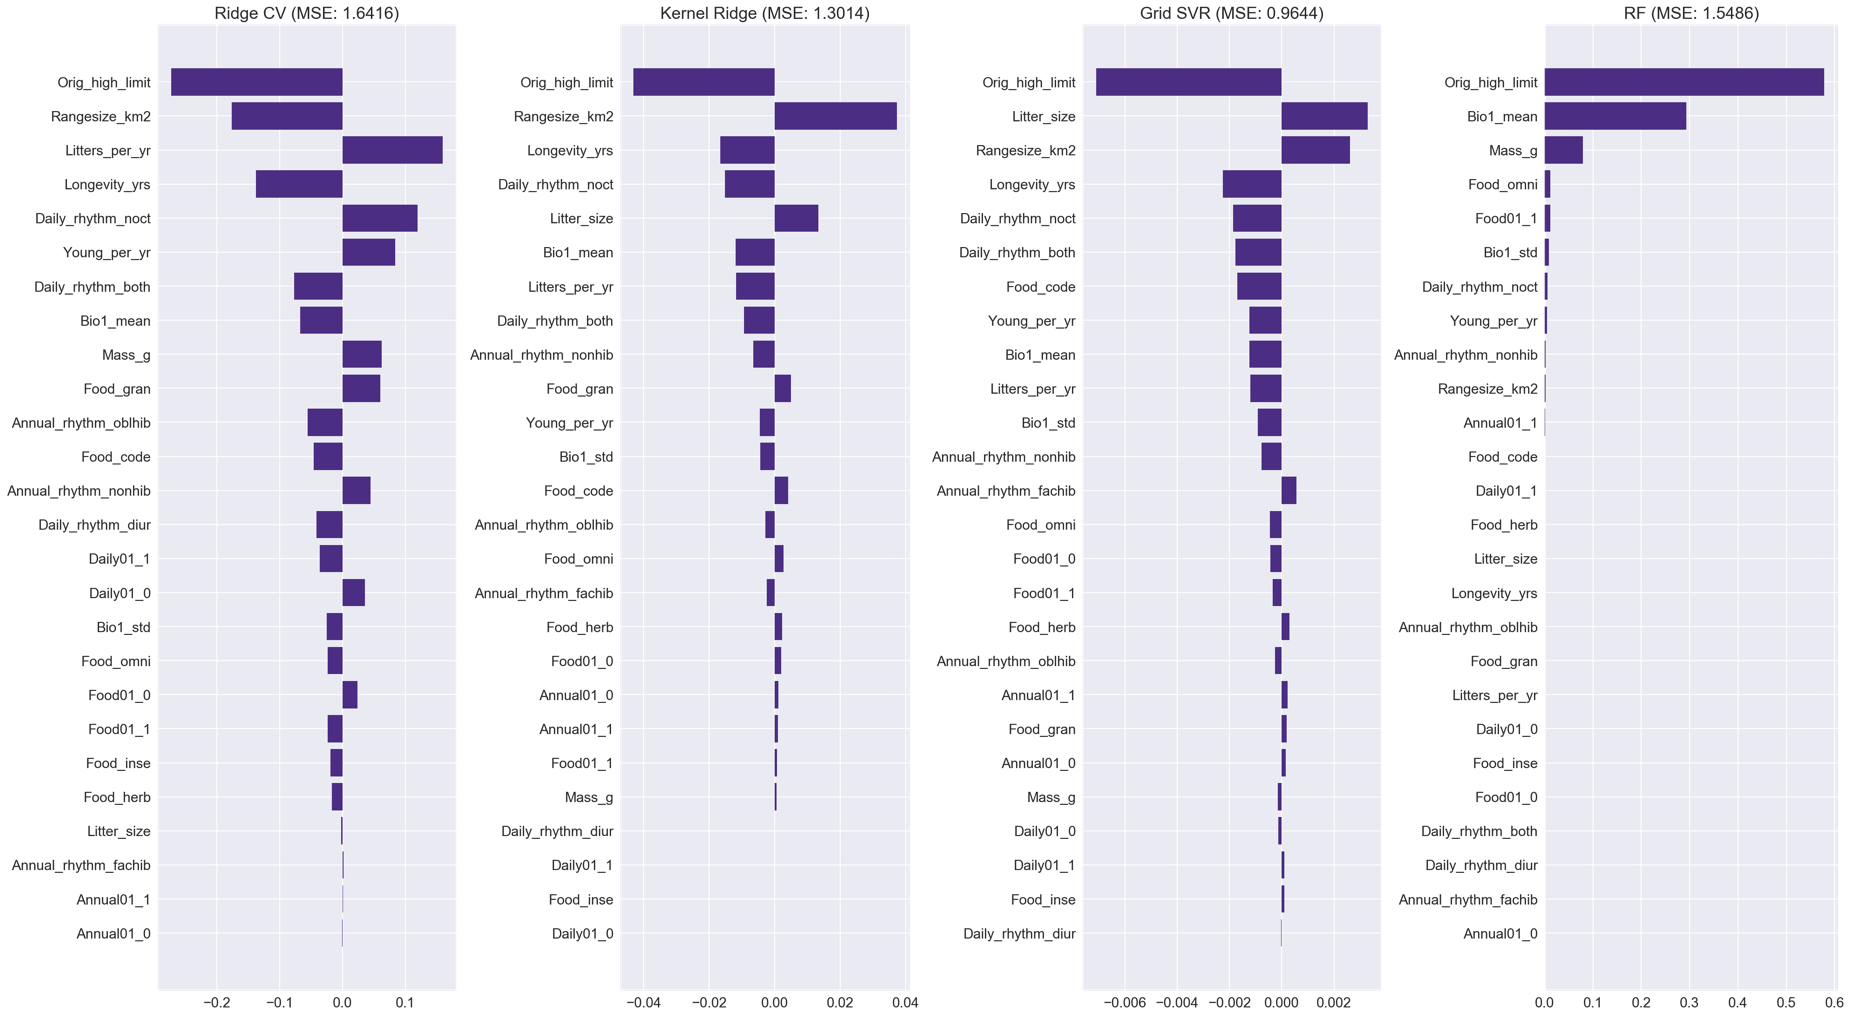 Ridge CV (MSE: 1.6416)
Orig_high_limit
Rangesize_km2
Litters_per_yr
Longevity_yrs
Daily_rhythm_noct
Young_per_yr
Daily_rhythm_both
Bio1_mean
Mass_g
Food_gran
Annual_rhythm_oblhib
Food_code
Annual_rhythm_nonhib
Daily_rhythm_diur
Daily01_1
Daily01_0
Bio1_std
Food_omni
Food01_0
Food01_1
Food_inse
Food_herb
Litter_size
Annual_rhythm_fachib
Annual01_1
Annual01_0
−0.2 −0.1 0.0 0.1
Kernel Ridge (MSE: 1.3014)
Orig_high_limit
Rangesize_km2
Longevity_yrs
Daily_rhythm_noct
Litter_size
Bio1_mean
Litters_per_yr
Daily_rhythm_both
Annual_rhythm_nonhib
Food_gran
Young_per_yr
Bio1_std
Food_code
Annual_rhythm_oblhib
Food_omni
Annual_rhythm_fachib
Food_herb
Food01_0
Annual01_0
Annual01_1
Food01_1
Mass_g
Daily_rhythm_diur
Daily01_1
Food_inse
Daily01_0
−0.04 −0.02 0.00 0.02 0.04
Grid SVR (MSE: 0.9644)
Orig_high_limit
Litter_size
Rangesize_km2
Longevity_yrs
Daily_rhythm_noct
Daily_rhythm_both
Food_code
Young_per_yr
Bio1_mean
Litters_per_yr
Bio1_std
Annual_rhythm_nonhib
Annual_rhythm_fachib
Food_omni
Food01_0
Food01_1
Food_herb
Annual_rhythm_oblhib
Annual01_1
Food_gran
Annual01_0
Mass_g
Daily01_0
Daily01_1
Food_inse
Daily_rhythm_diur
−0.006 −0.004 −0.002 0.000 0.002
RF (MSE: 1.5486)
Orig_high_limit
Bio1_mean
Mass_g
Food_omni
Food01_1
Bio1_std
Daily_rhythm_noct
Young_per_yr
Annual_rhythm_nonhib
Rangesize_km2
Annual01_1
Food_code
Daily01_1
Food_herb
Litter_size
Longevity_yrs
Annual_rhythm_oblhib
Food_gran
Litters_per_yr
Daily01_0
Food_inse
Food01_0
Daily_rhythm_both
Daily_rhythm_diur
Annual_rhythm_fachib
Annual01_0
0.0 0.1 0.2 0.3 0.4 0.5 0.6